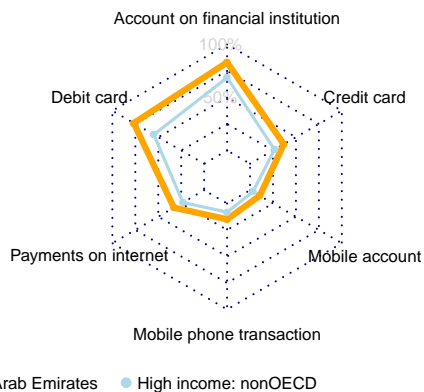 Account on financial institution
100%
50%
Debit card
Credit card
Payments on internet
Mobile account
Mobile phone transaction
Arab Emirates
High income: nonOECD